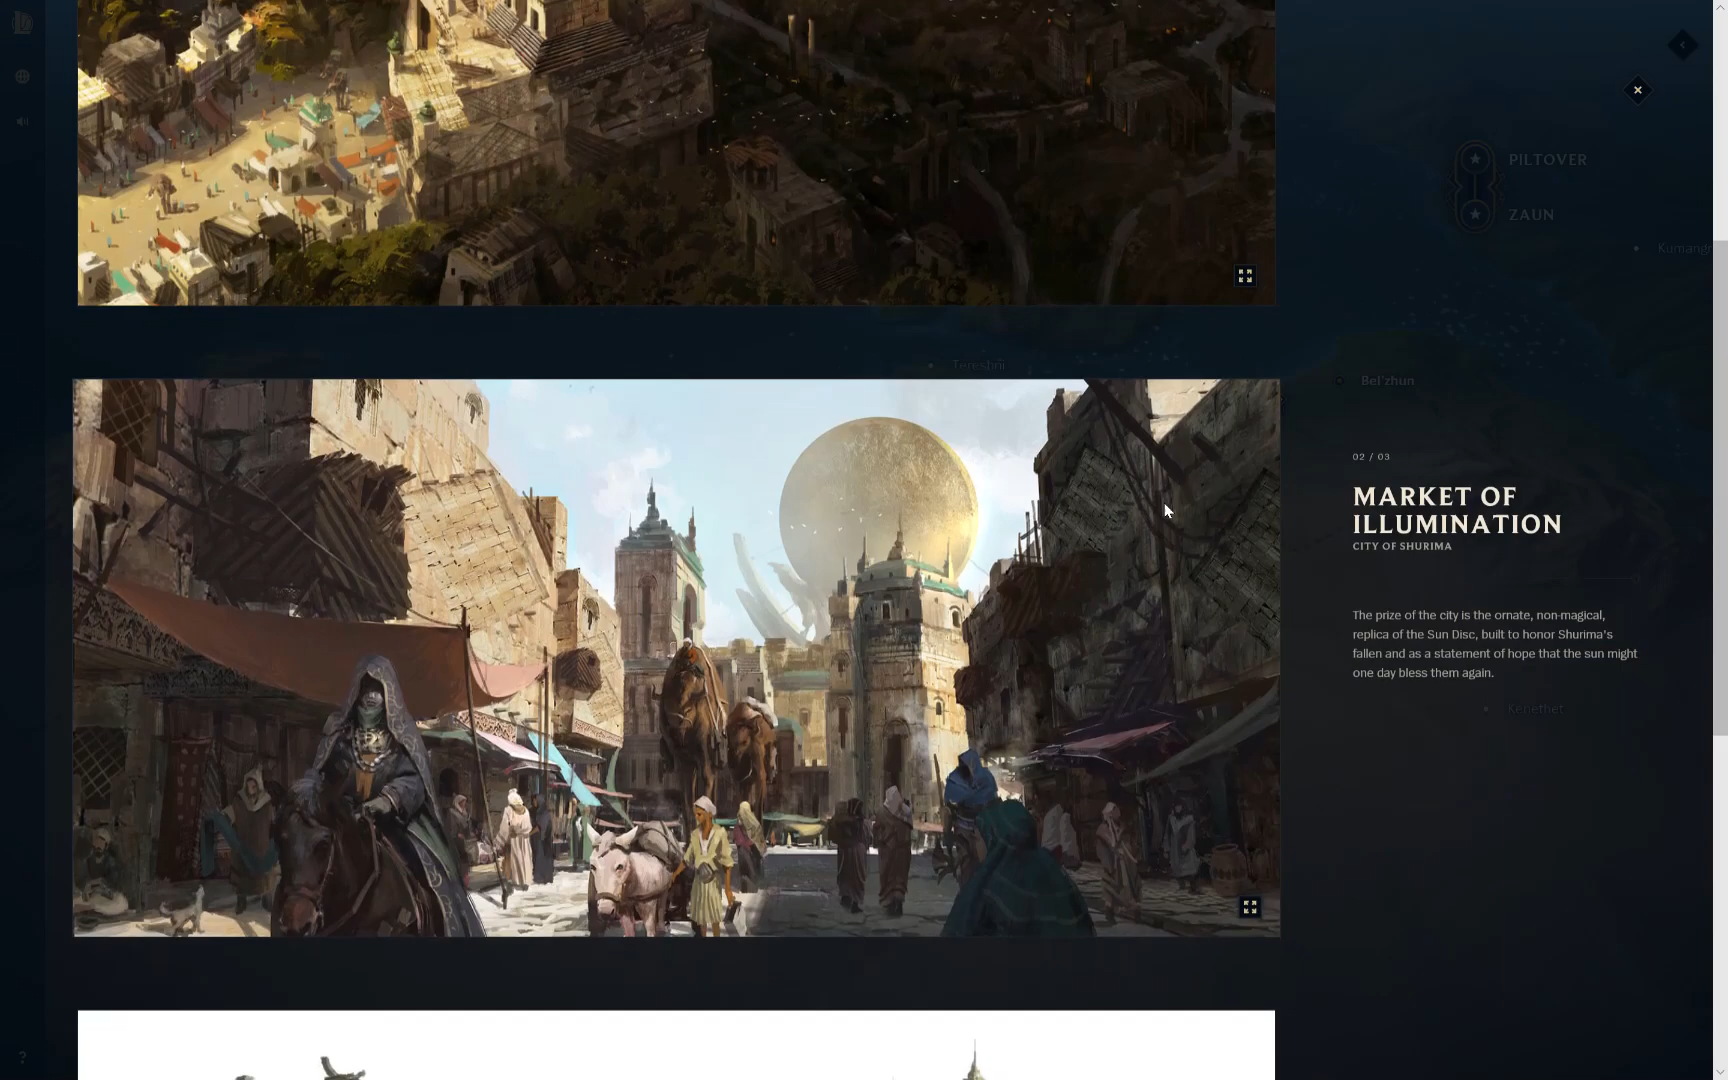 PILTOVER
ZAUN
Tereshni
Bel'zhun
02 / 03
MARKET OF
ILLUMINATION
CITY OF SHURIMA
The prize of the city is the ornate, non-magical,
replica of the Sun Disc, built to honor Shurima's
fallen and as a statement of hope that the sun might
one day bless them again.
Kenethet
?